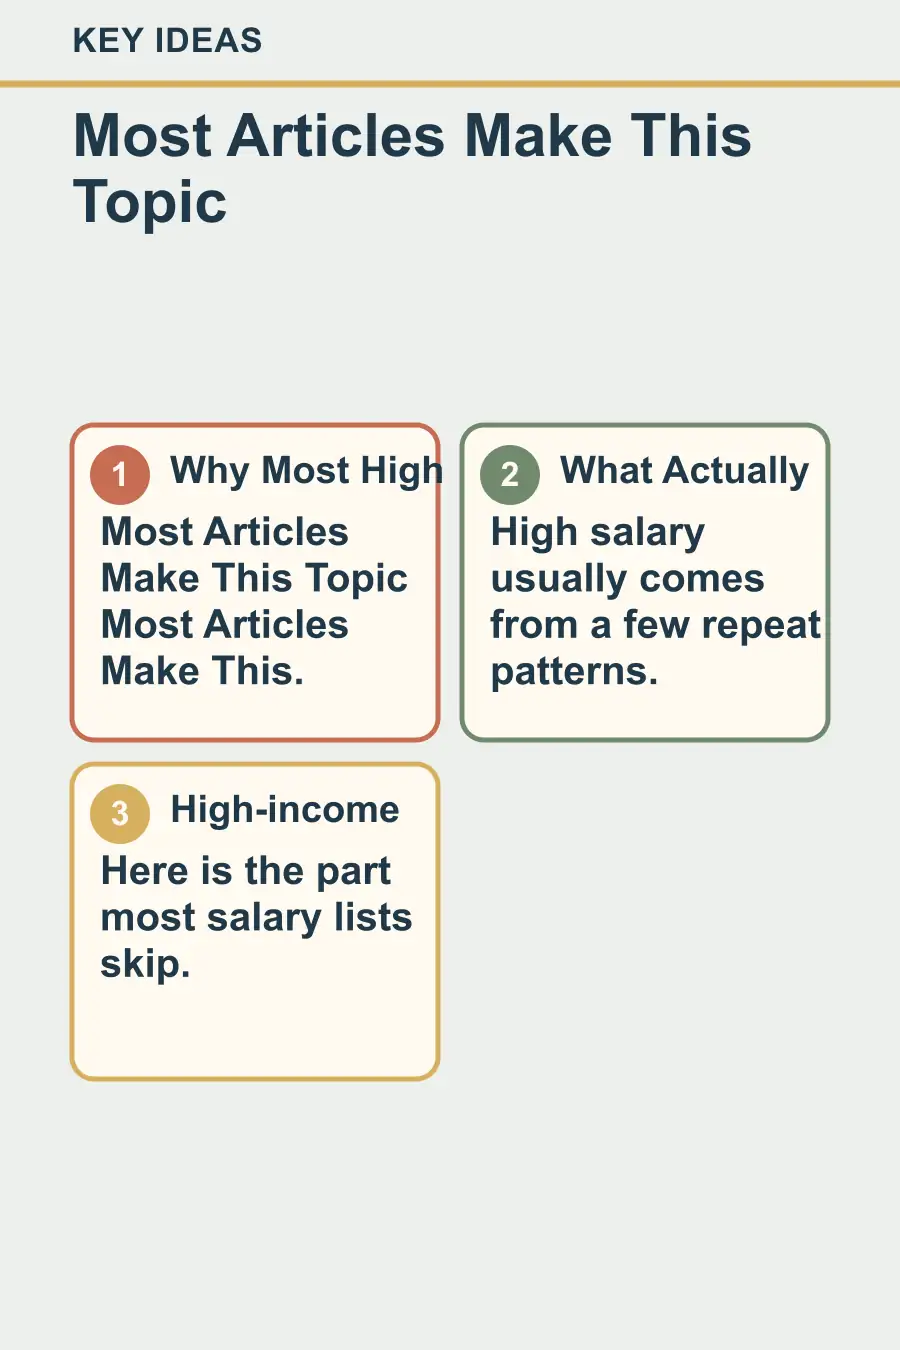 KEY IDEAS
Most Articles Make This
Topic
1
Why Most High
Most Articles
Make This Topic
Most Articles
Make This.
2
What Actually
High salary
usually comes
from a few repeat
patterns.
3
High-income
Here is the part
most salary lists
skip.